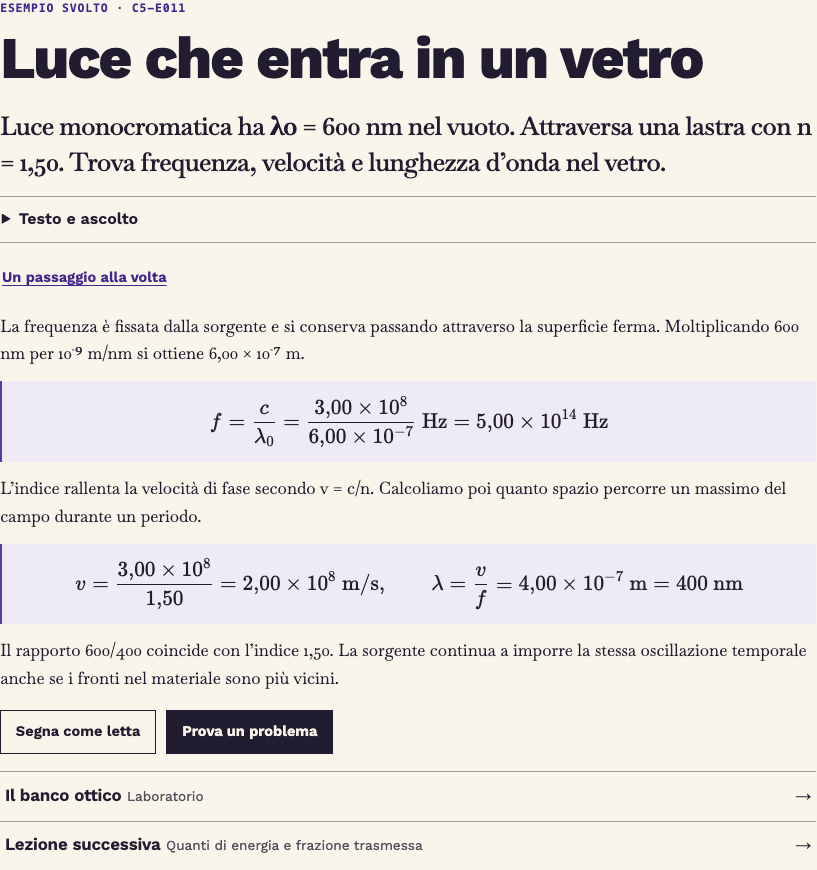 ESEMPIO SVOLTO · C5-E011
Luce che entra in un vetro
Luce monocromatica ha λ0 = 600 nm nel vuoto. Attraversa una lastra con n
= 1,50. Trova frequenza, velocità e lunghezza d’onda nel vetro.
▶ Testo e ascolto
Un passaggio alla volta
La frequenza è fissata dalla sorgente e si conserva passando attraverso la superficie ferma. Moltiplicando 600
nm per 10⁻⁹ m/nm si ottiene 6,00 × 10⁻⁷ m.
f = c/λ₀ = (3,00 × 10⁸)/(6,00 × 10⁻⁷) Hz = 5,00 × 10¹⁴ Hz
L’indice rallenta la velocità di fase secondo v = c/n. Calcoliamo poi quanto spazio percorre un massimo del
campo durante un periodo.
v = (3,00 × 10⁸)/1,50 = 2,00 × 10⁸ m/s, λ = v/f = 4,00 × 10⁻⁷ m = 400 nm
Il rapporto 600/400 coincide con l’indice 1,50. La sorgente continua a imporre la stessa oscillazione temporale
anche se i fronti nel materiale sono più vicini.
Segna come letta Prova un problema
Il banco ottico Laboratorio →
Lezione successiva Quanti di energia e frazione trasmessa →